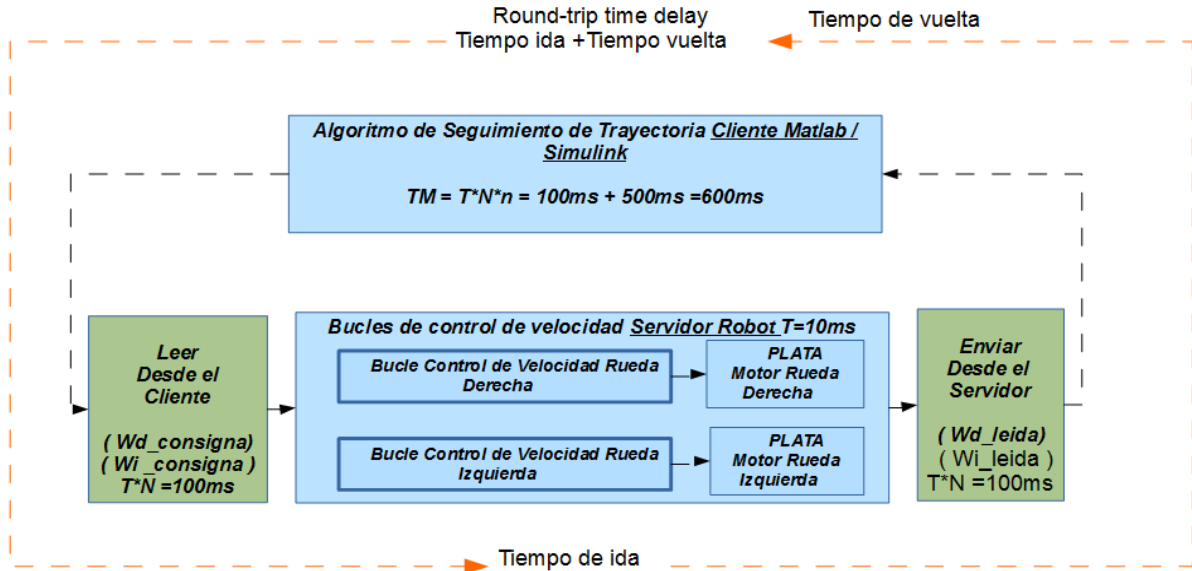 Round-trip time delay
Tiempo ida +Tiempo vuelta
Tiempo de vuelta
Algoritmo de Seguimiento de Trayectoria Cliente Matlab /
Simulink
TM = T*N*n = 100ms + 500ms =600ms
Leer
Desde el
Cliente
( Wd_consigna)
( Wi _consigna )
T*N =100ms
Bucles de control de velocidad Servidor Robot T=10ms
Bucle Control de Velocidad Rueda
Derecha
PLATA
Motor Rueda
Derecha
Bucle Control de Velocidad Rueda
Izquierda
PLATA
Motor Rueda
Izquierda
Enviar
Desde el
Servidor
(Wd_leida)
( Wi_leida )
T*N =100ms
Tiempo de ida